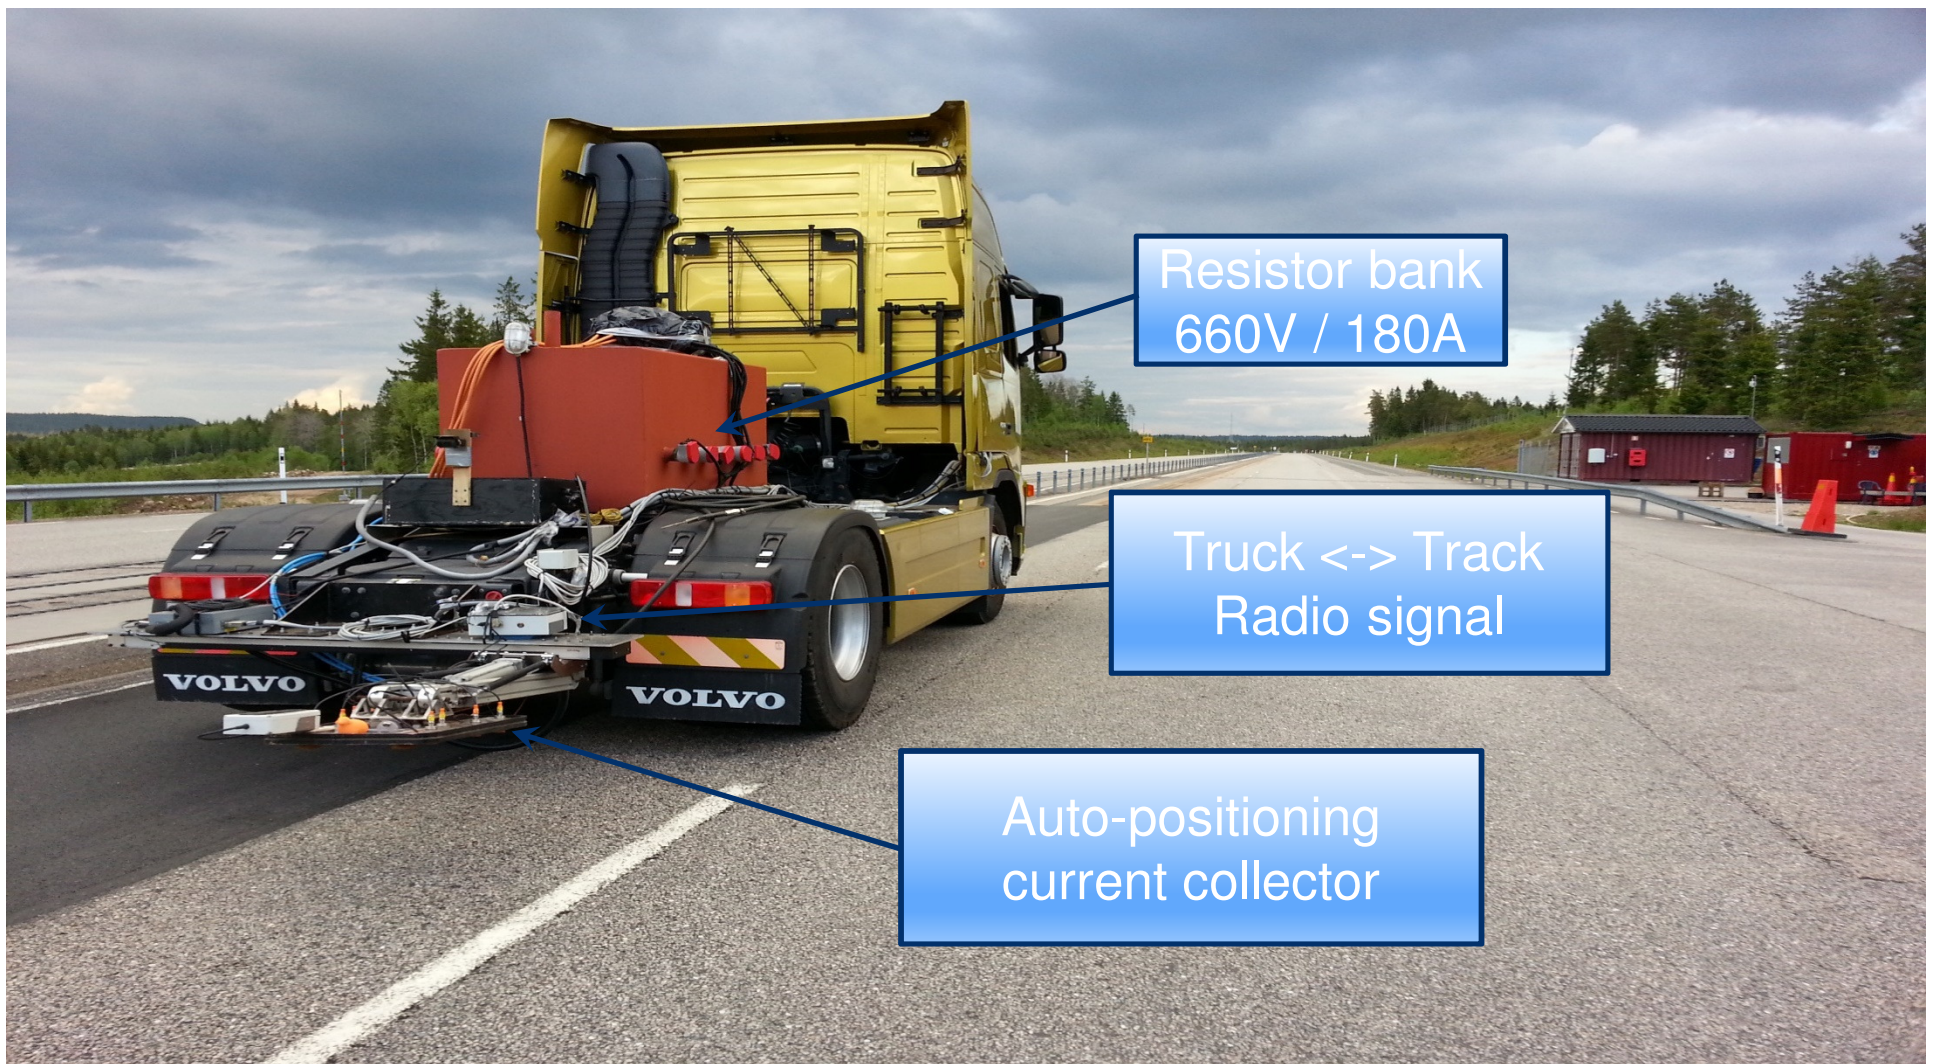 Resistor bank
660V / 180A
Truck <-> Track
Radio signal
VOLVO
VOLVO
Auto-positioning
current collector